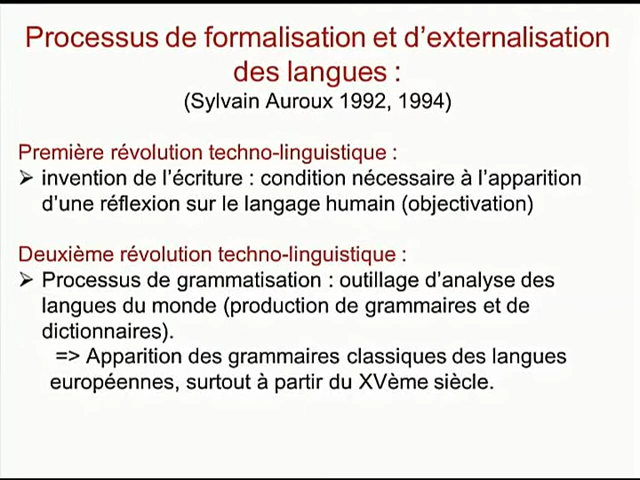 Processus de formalisation et d'externalisation
des langues :
(Sylvain Auroux 1992, 1994)
Première révolution techno-linguistique :
➢ invention de l'écriture : condition nécessaire à l'apparition
d'une réflexion sur le langage humain (objectivation)
Deuxième révolution techno-linguistique :
➢ Processus de grammatisation : outillage d'analyse des
langues du monde (production de grammaires et de
dictionnaires).
=> Apparition des grammaires classiques des langues
européennes, surtout à partir du XVème siècle.